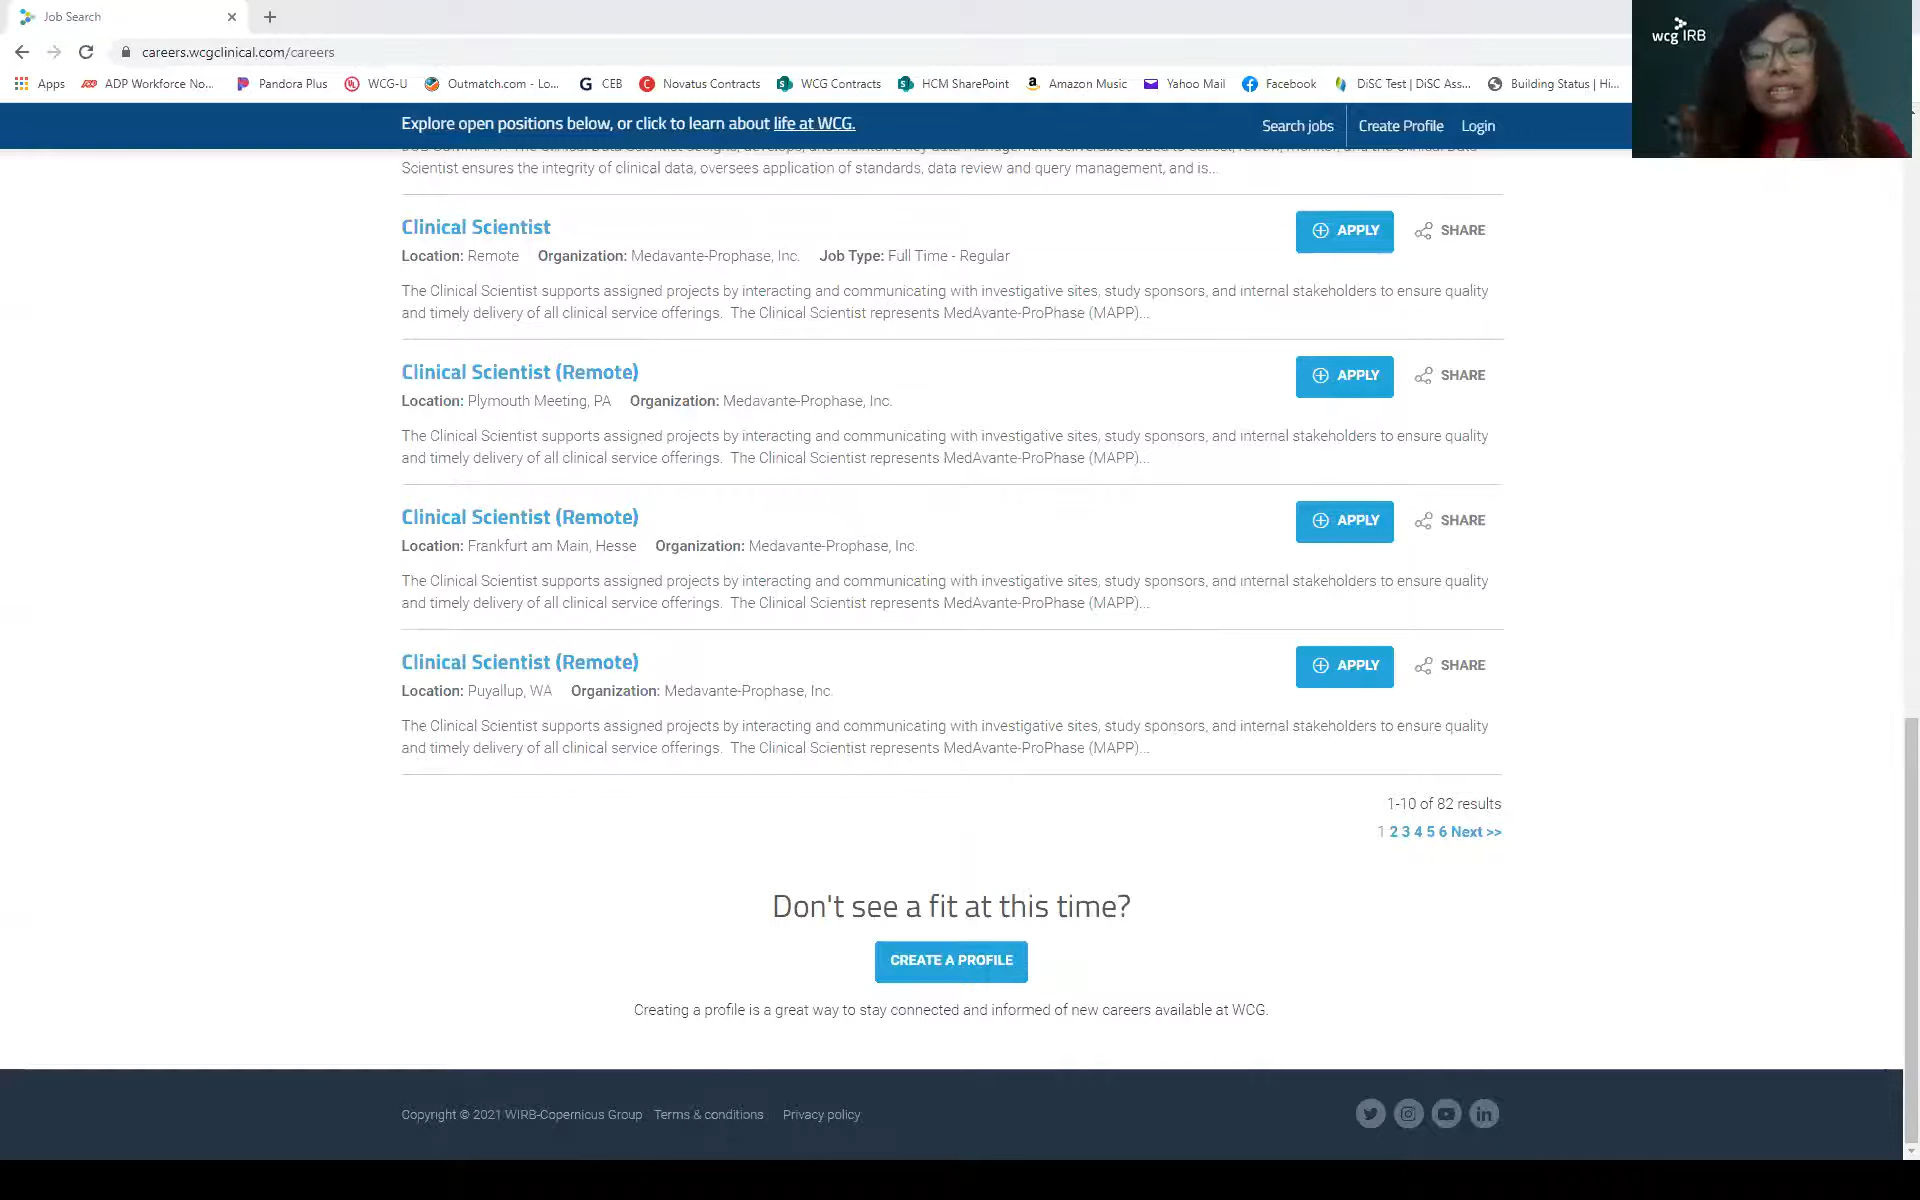 Job Search
careers.wcgclinical.com/careers
Apps ADP Workforce No... Pandora Plus WCG-U Outmatch.com - Lo... CEB Novatus Contracts WCG Contracts HCM SharePoint Amazon Music Yahoo Mail Facebook DiSC Test | DiSC Ass... Building Status | Hi...
wcg IRB
Explore open positions below, or click to learn about life at WCG. Search jobs Create Profile Login
Scientist ensures the integrity of clinical data, oversees application of standards, data review and query management, and is...
Clinical Scientist APPLY SHARE
Location: Remote Organization: Medavante-Prophase, Inc. Job Type: Full Time - Regular
The Clinical Scientist supports assigned projects by interacting and communicating with investigative sites, study sponsors, and internal stakeholders to ensure quality
and timely delivery of all clinical service offerings. The Clinical Scientist represents MedAvante-ProPhase (MAPP)...
Clinical Scientist (Remote) APPLY SHARE
Location: Plymouth Meeting, PA Organization: Medavante-Prophase, Inc.
The Clinical Scientist supports assigned projects by interacting and communicating with investigative sites, study sponsors, and internal stakeholders to ensure quality
and timely delivery of all clinical service offerings. The Clinical Scientist represents MedAvante-ProPhase (MAPP)...
Clinical Scientist (Remote) APPLY SHARE
Location: Frankfurt am Main, Hesse Organization: Medavante-Prophase, Inc.
The Clinical Scientist supports assigned projects by interacting and communicating with investigative sites, study sponsors, and internal stakeholders to ensure quality
and timely delivery of all clinical service offerings. The Clinical Scientist represents MedAvante-ProPhase (MAPP)...
Clinical Scientist (Remote) APPLY SHARE
Location: Puyallup, WA Organization: Medavante-Prophase, Inc.
The Clinical Scientist supports assigned projects by interacting and communicating with investigative sites, study sponsors, and internal stakeholders to ensure quality
and timely delivery of all clinical service offerings. The Clinical Scientist represents MedAvante-ProPhase (MAPP)...
1-10 of 82 results
1 2 3 4 5 6 Next >>
Don't see a fit at this time?
CREATE A PROFILE
Creating a profile is a great way to stay connected and informed of new careers available at WCG.
Copyright © 2021 WIRB-Copernicus Group Terms & conditions Privacy policy